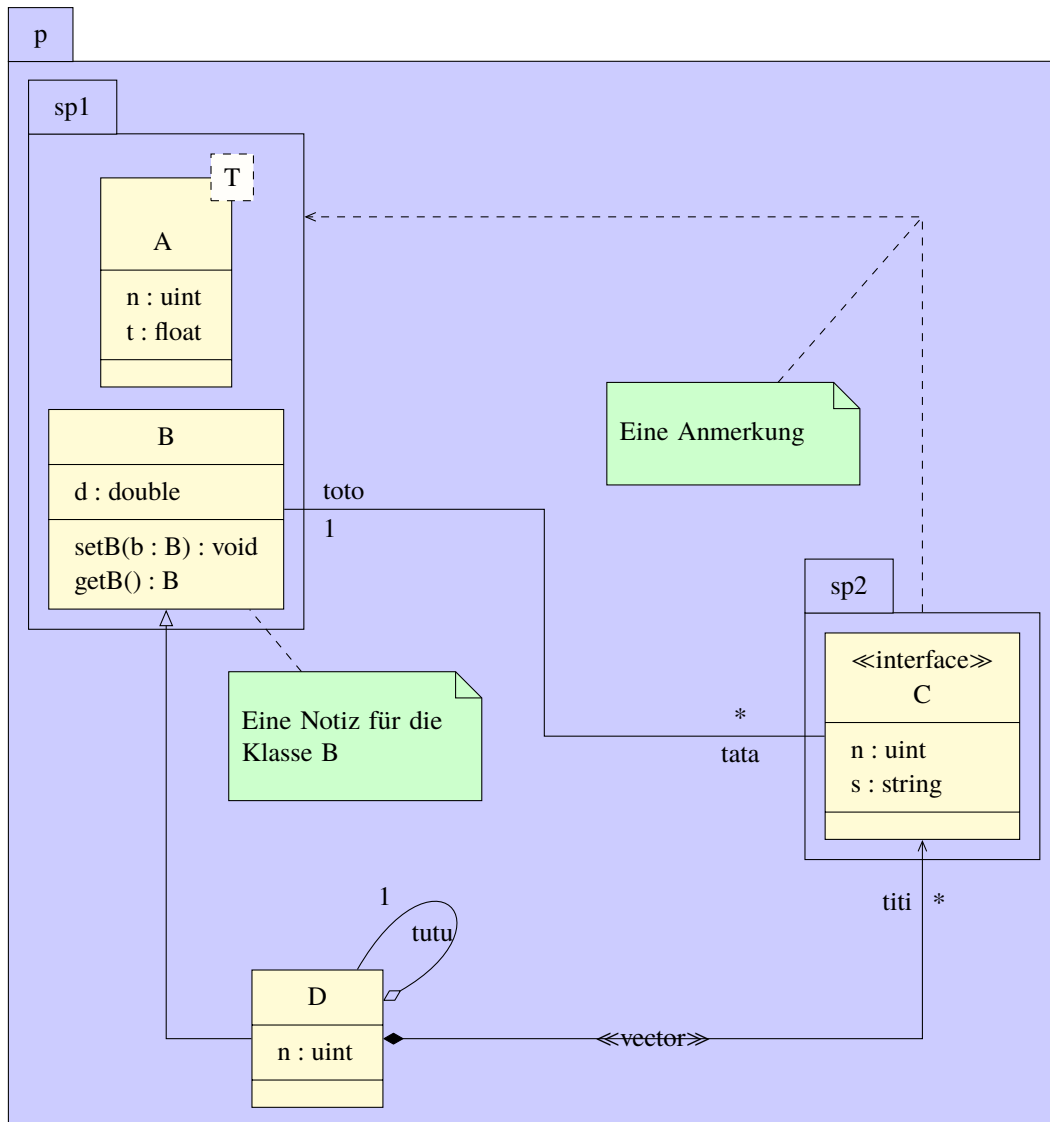 p
sp1
T
A
n : uint
t : float
B
d : double
setB(b : B) : void
getB() : B
toto
1
Eine Anmerkung
sp2
≪interface≫
C
n : uint
s : string
*
tata
Eine Notiz für die
Klasse B
titi *
1
tutu
D
n : uint
≪vector≫